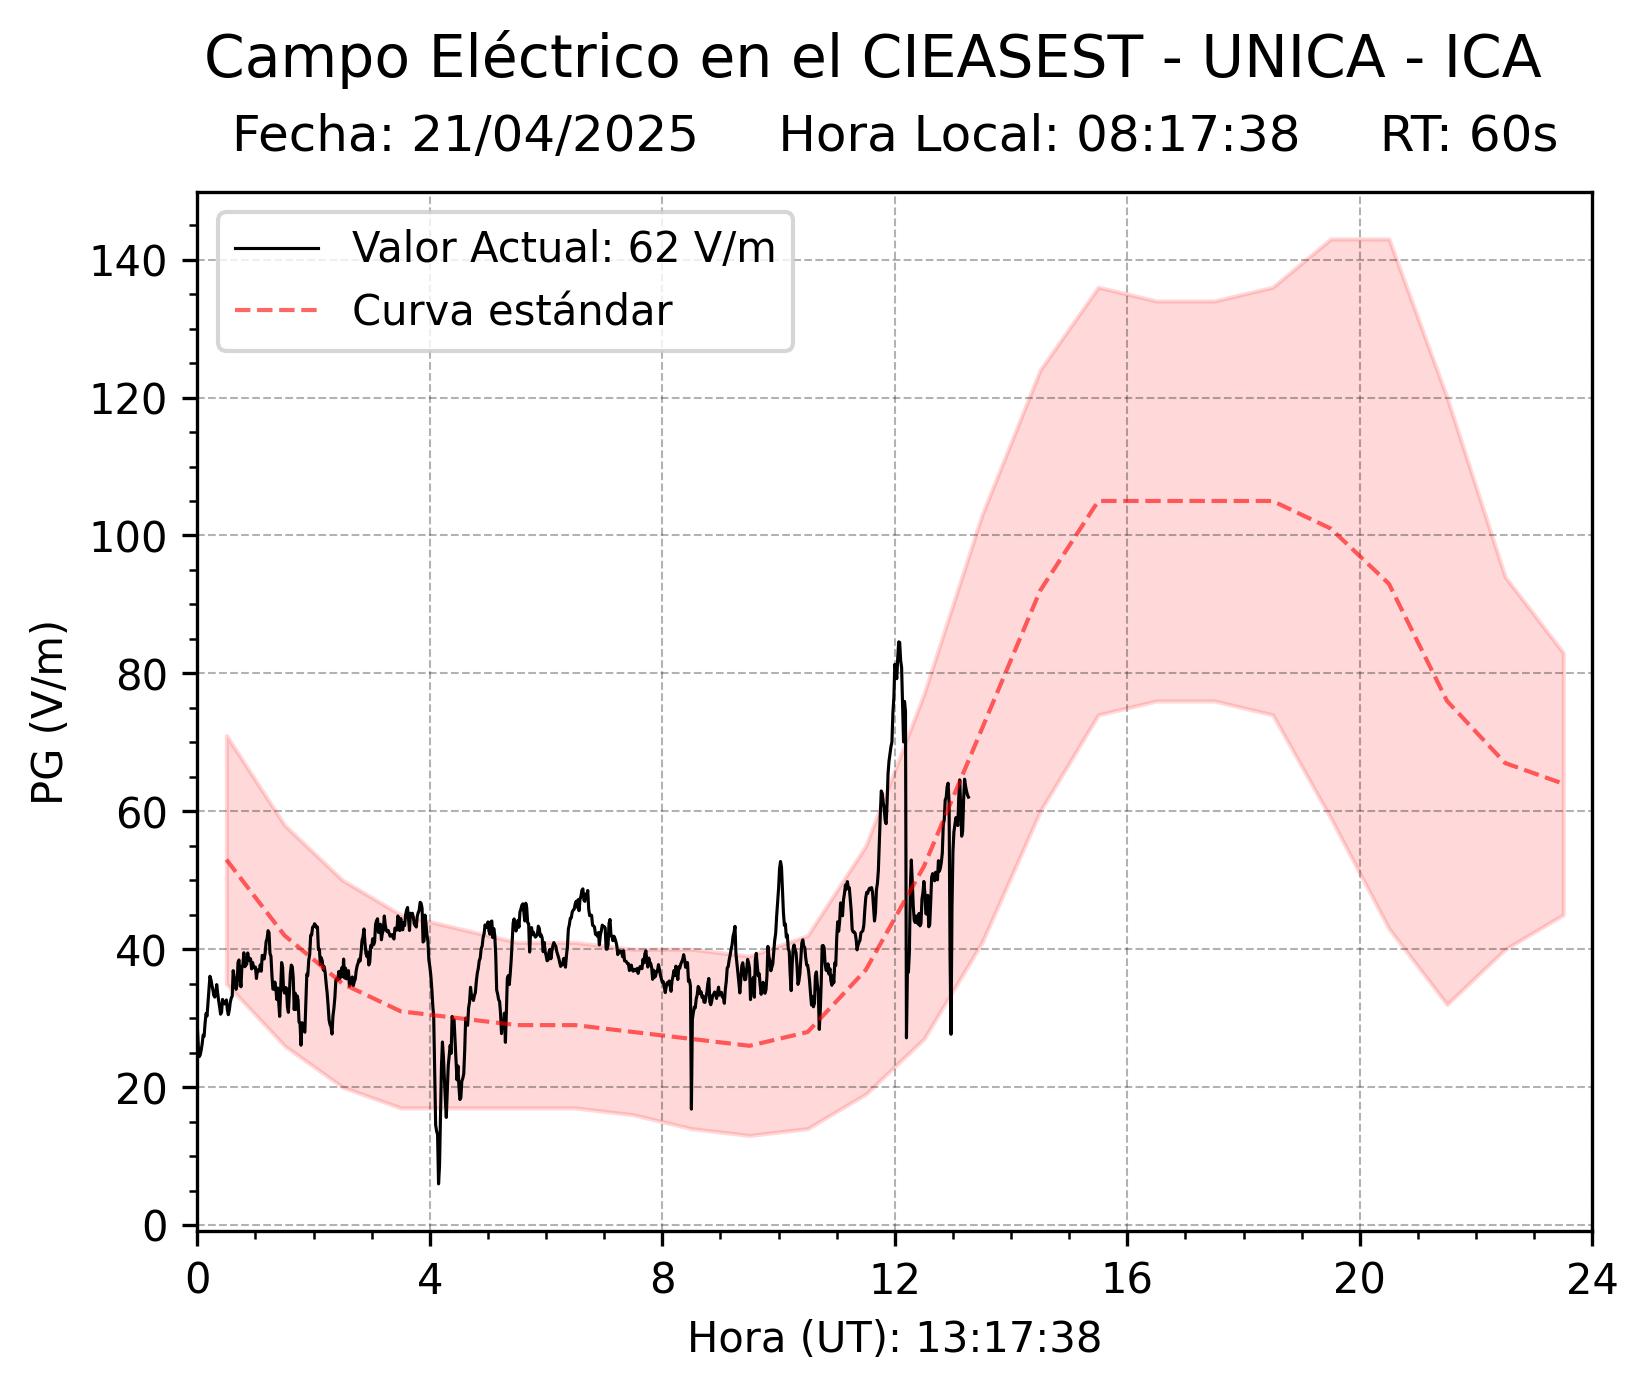 Campo Eléctrico en el CIEASEST - UNICA - ICA
Fecha: 21/04/2025 Hora Local: 08:17:38 RT: 60s
Valor Actual: 62 V/m
Curva estándar
140
120
100
80
60
40
20
0
PG (V/m)
0 4 8 12 16 20 24
Hora (UT): 13:17:38